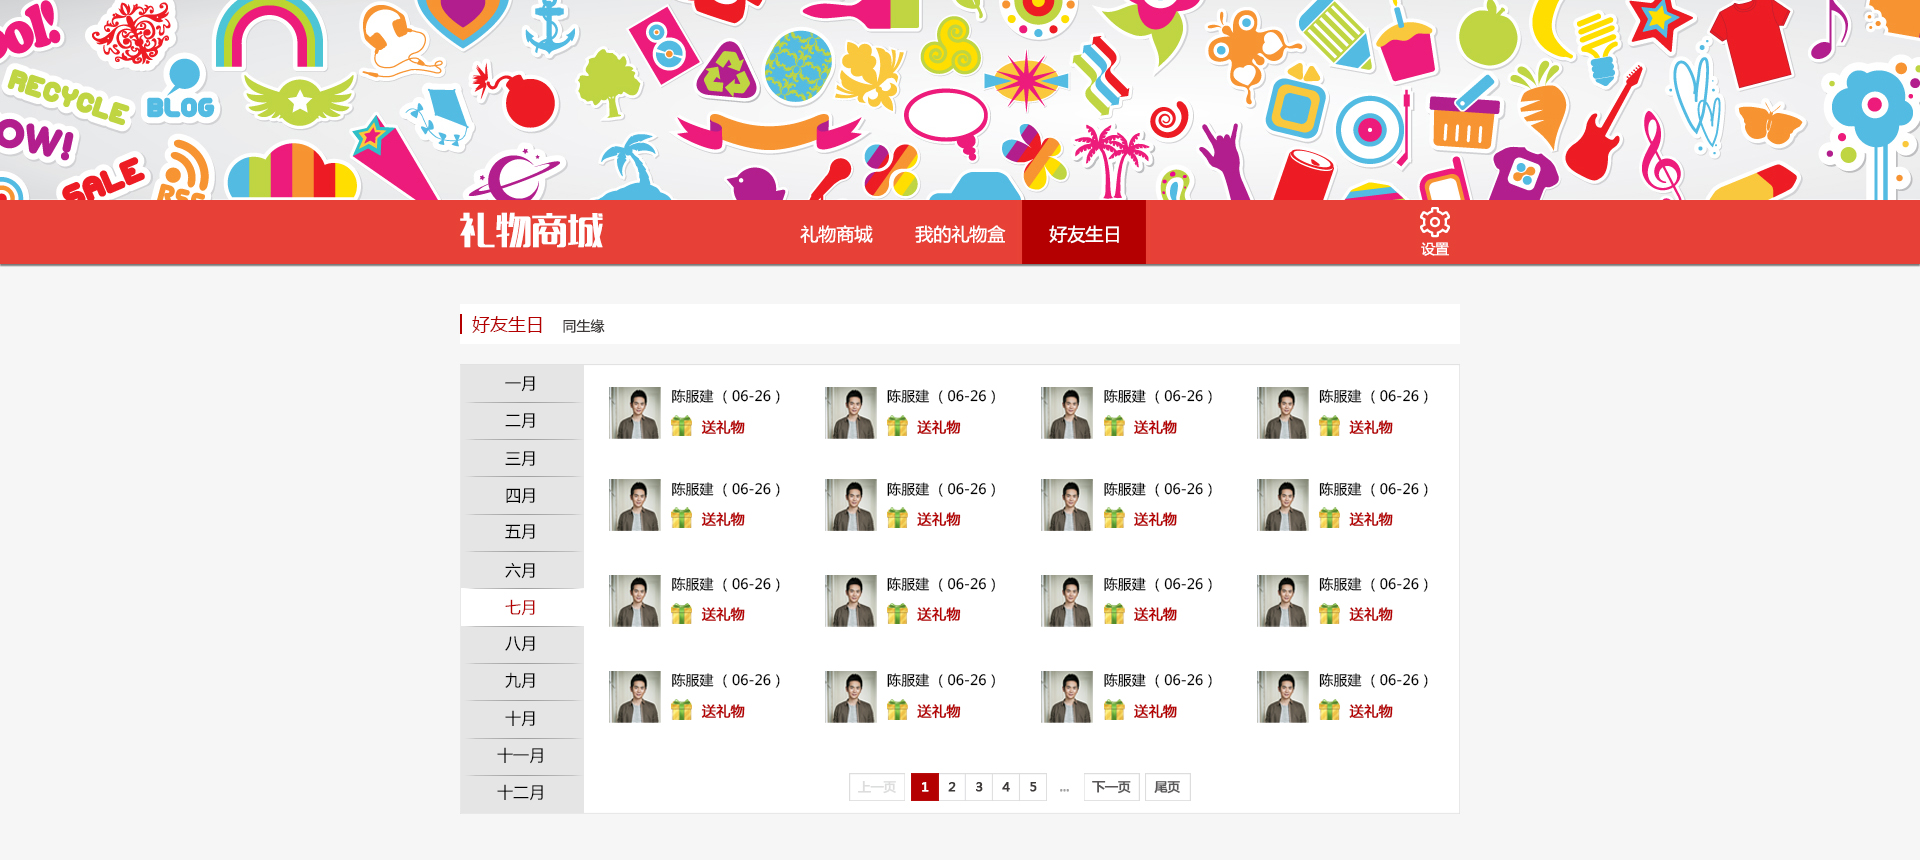 OOL!
RECYCLE
BLOG
OW!
SALE
RSS
礼物商城
礼物商城 我的礼物盒 好友生日 设置
好友生日 同生缘
一月
二月
三月
四月
五月
六月
七月
八月
九月
十月
十一月
十二月
陈服建 ( 06-26 ) 陈服建 ( 06-26 ) 陈服建 ( 06-26 ) 陈服建 ( 06-26 )
送礼物 送礼物 送礼物 送礼物
陈服建 ( 06-26 ) 陈服建 ( 06-26 ) 陈服建 ( 06-26 ) 陈服建 ( 06-26 )
送礼物 送礼物 送礼物 送礼物
陈服建 ( 06-26 ) 陈服建 ( 06-26 ) 陈服建 ( 06-26 ) 陈服建 ( 06-26 )
送礼物 送礼物 送礼物 送礼物
陈服建 ( 06-26 ) 陈服建 ( 06-26 ) 陈服建 ( 06-26 ) 陈服建 ( 06-26 )
送礼物 送礼物 送礼物 送礼物
上一页 1 2 3 4 5 ... 下一页 尾页